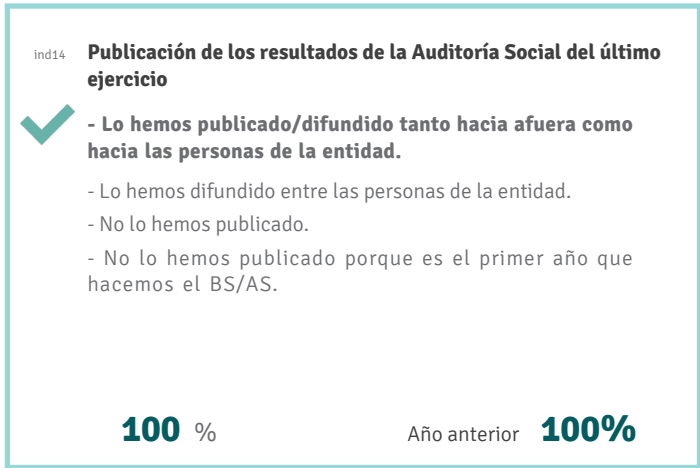 ind14 Publicación de los resultados de la Auditoría Social del último
ejercicio
- Lo hemos publicado/difundido tanto hacia afuera como
hacia las personas de la entidad.
- Lo hemos difundido entre las personas de la entidad.
- No lo hemos publicado.
- No lo hemos publicado porque es el primer año que
hacemos el BS/AS.
100 % Año anterior 100%